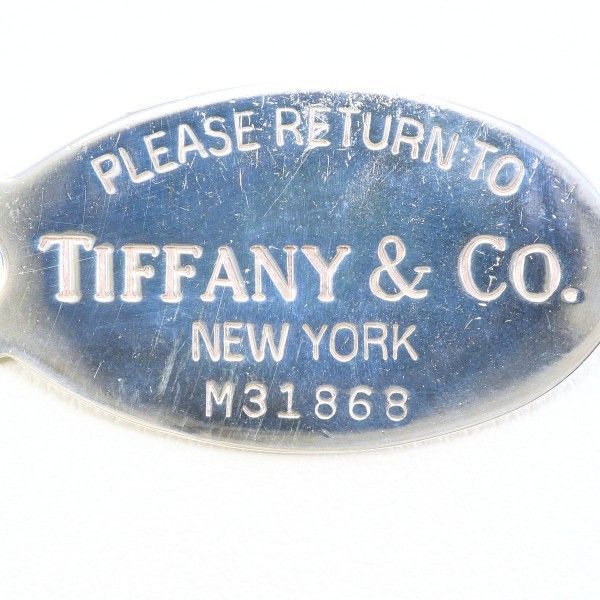 PLEASE RETURN TO
TIFFANY & CO.
NEW YORK
M31868